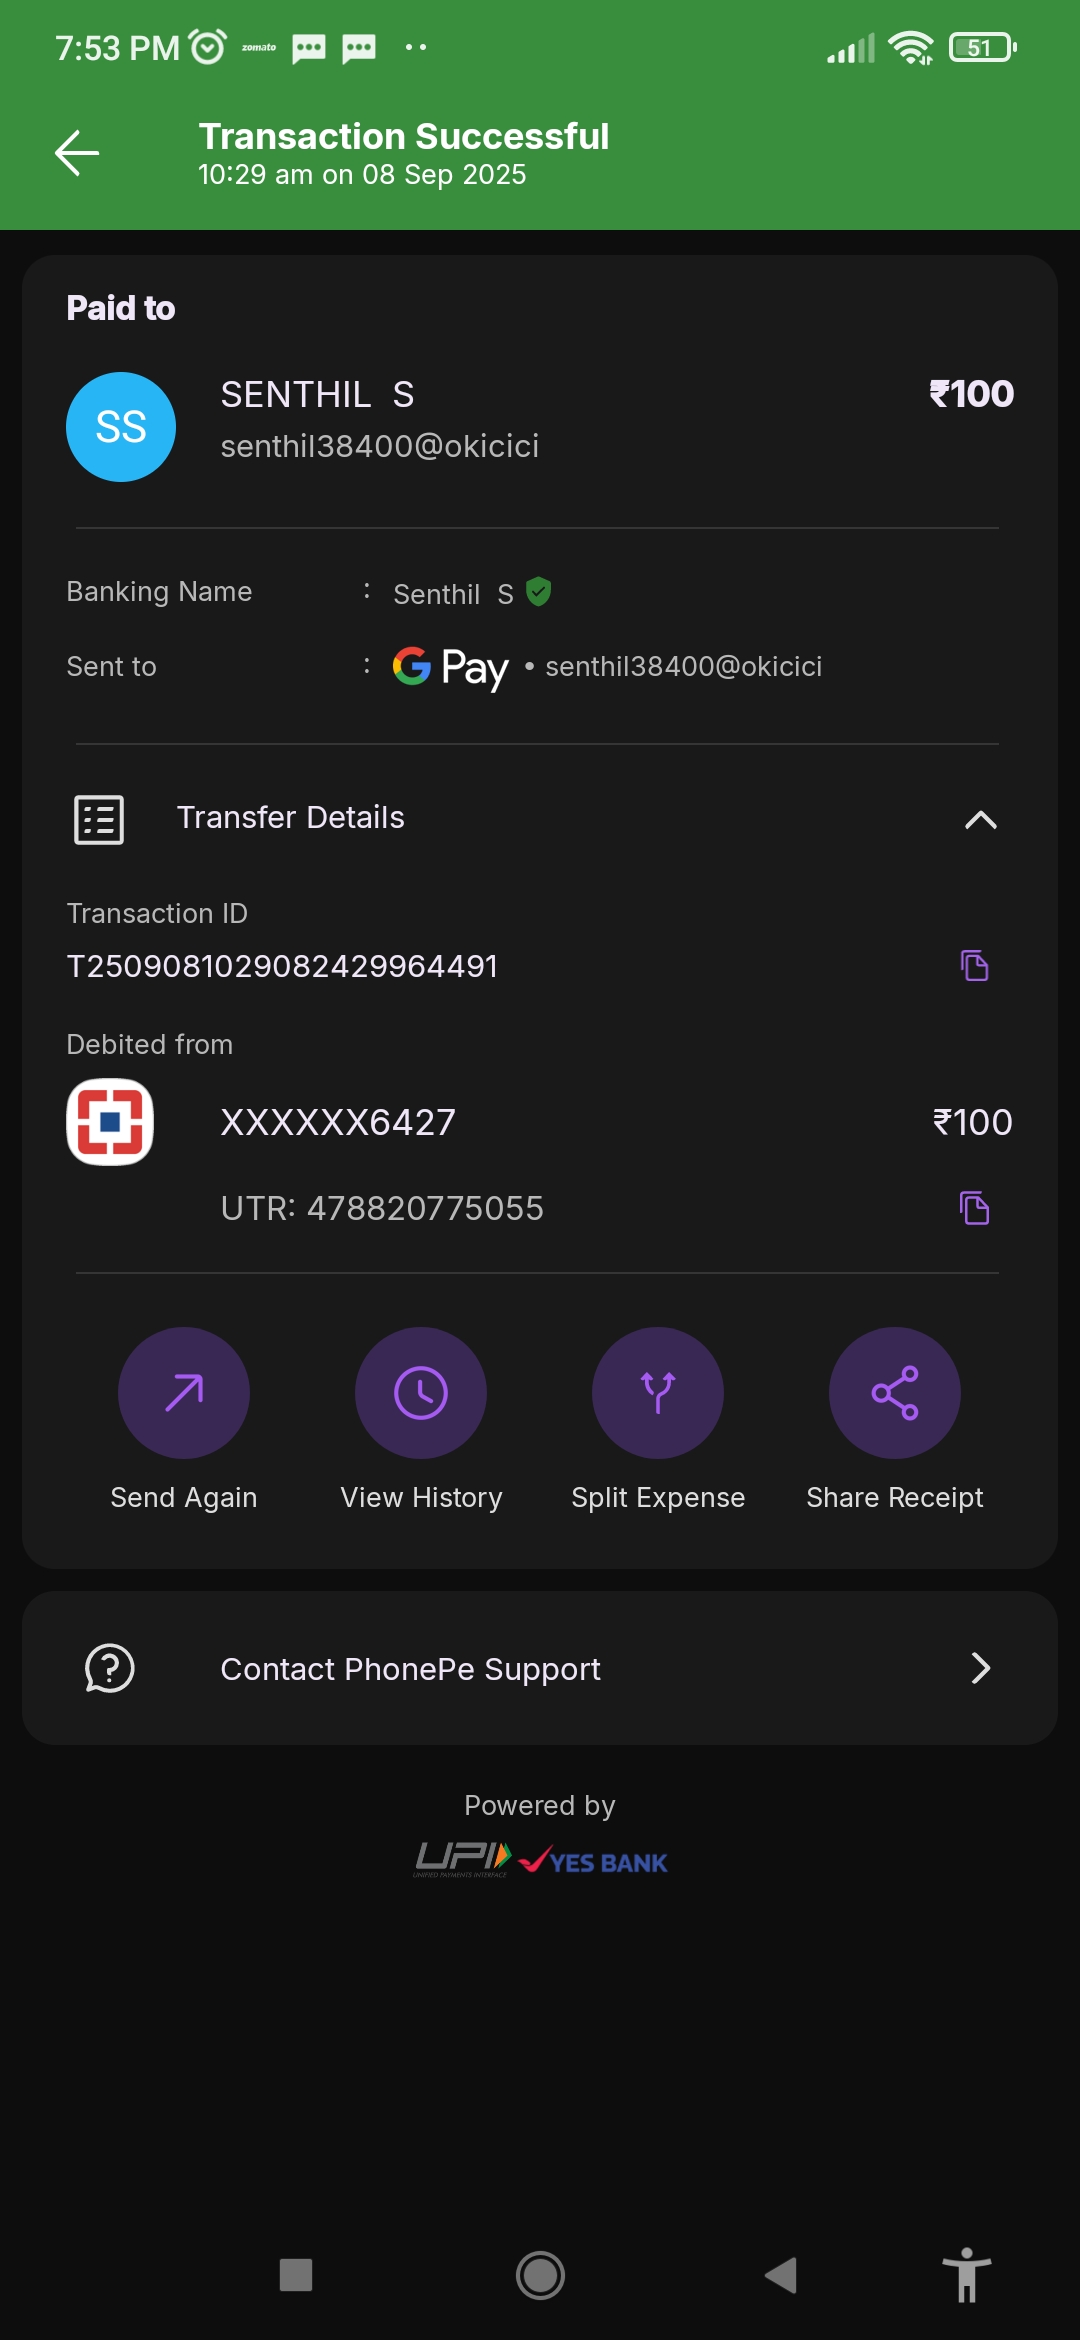 7:53 PM zomato 51
Transaction Successful
10:29 am on 08 Sep 2025
Paid to
SS SENTHIL S ₹100
senthil38400@okicici
Banking Name : Senthil S
Sent to : G Pay • senthil38400@okicici
Transfer Details
Transaction ID
T2509081029082429964491
Debited from
XXXXXX6427 ₹100
UTR: 478820775055
Send Again View History Split Expense Share Receipt
Contact PhonePe Support
Powered by
UPI YES BANK
UNIFIED PAYMENTS INTERFACE